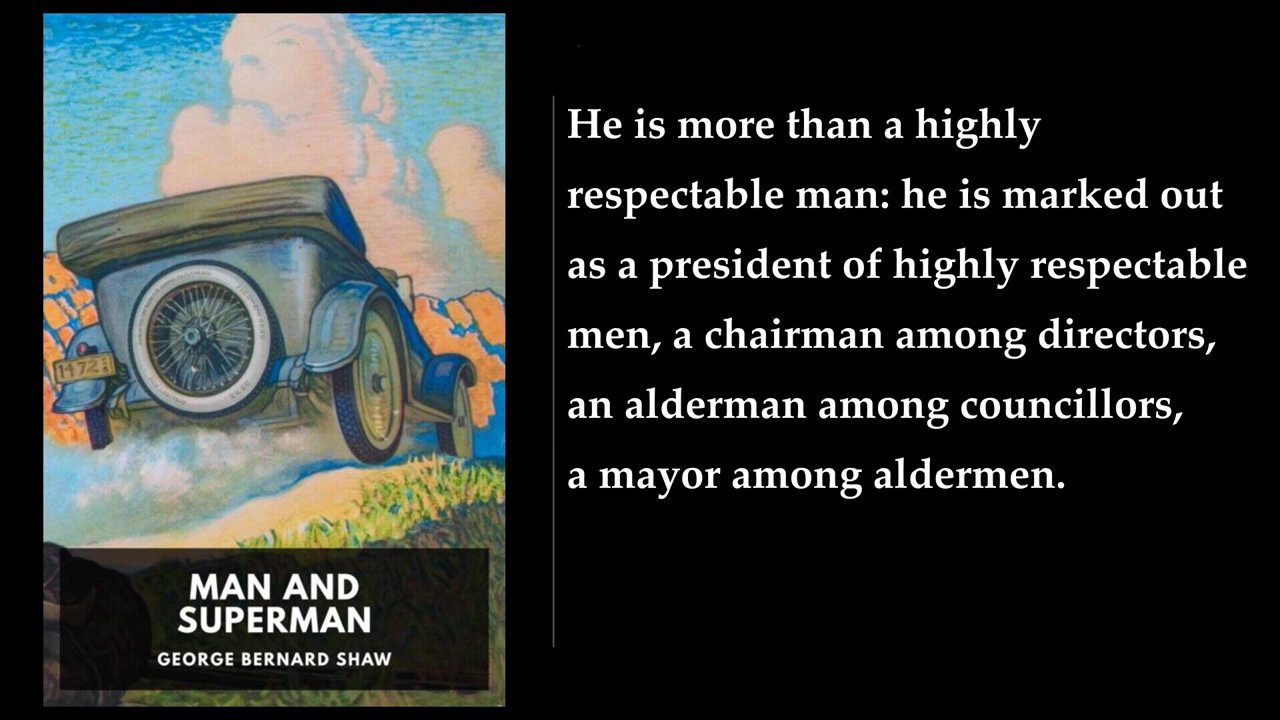 He is more than a highly
respectable man: he is marked out
as a president of highly respectable
men, a chairman among directors,
an alderman among councillors,
a mayor among aldermen.
1472
MAN AND
SUPERMAN
GEORGE BERNARD SHAW